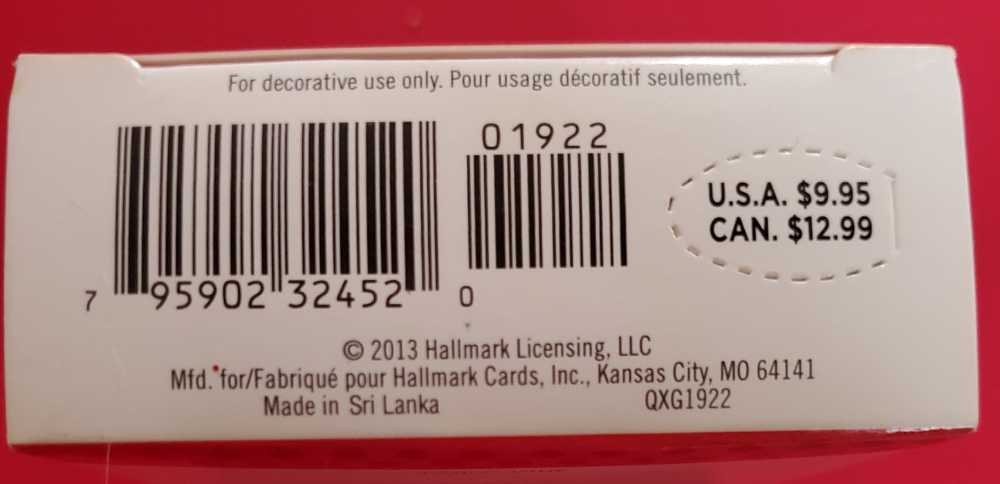 For decorative use only. Pour usage décoratif seulement.
01922
U.S.A. $9.95
CAN. $12.99
7 95902 32452 0
© 2013 Hallmark Licensing, LLC
Mfd. for/Fabriqué pour Hallmark Cards, Inc., Kansas City, MO 64141
Made in Sri Lanka QXG1922